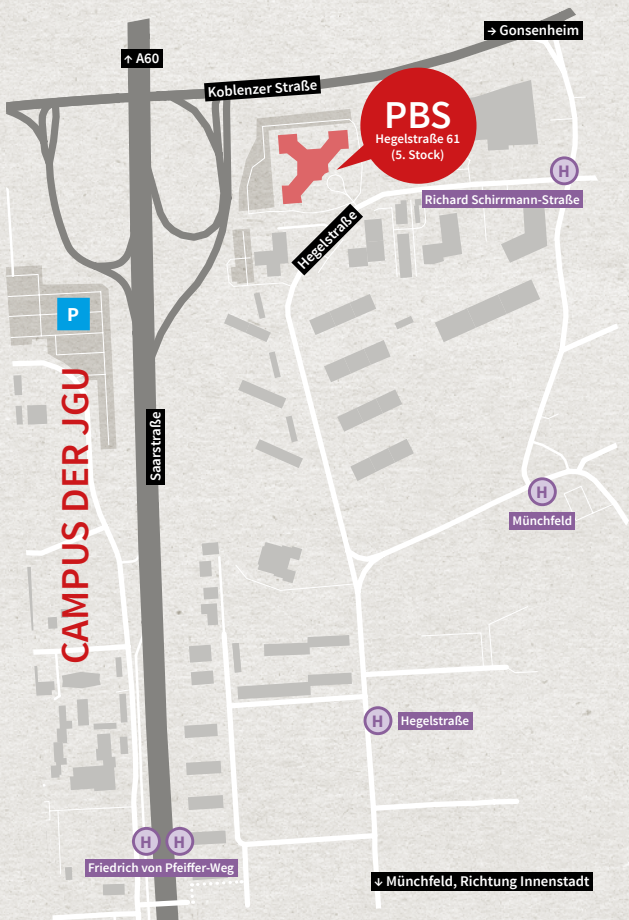 → Gonsenheim
↑ A60
Koblenzer Straße
PBS
Hegelstraße 61
(5. Stock)
H
Richard Schirrmann-Straße
Hegelstraße
P
CAMPUS DER JGU
Saarstraße
H
Münchfeld
H Hegelstraße
H H
Friedrich von Pfeiffer-Weg
↓ Münchfeld, Richtung Innenstadt